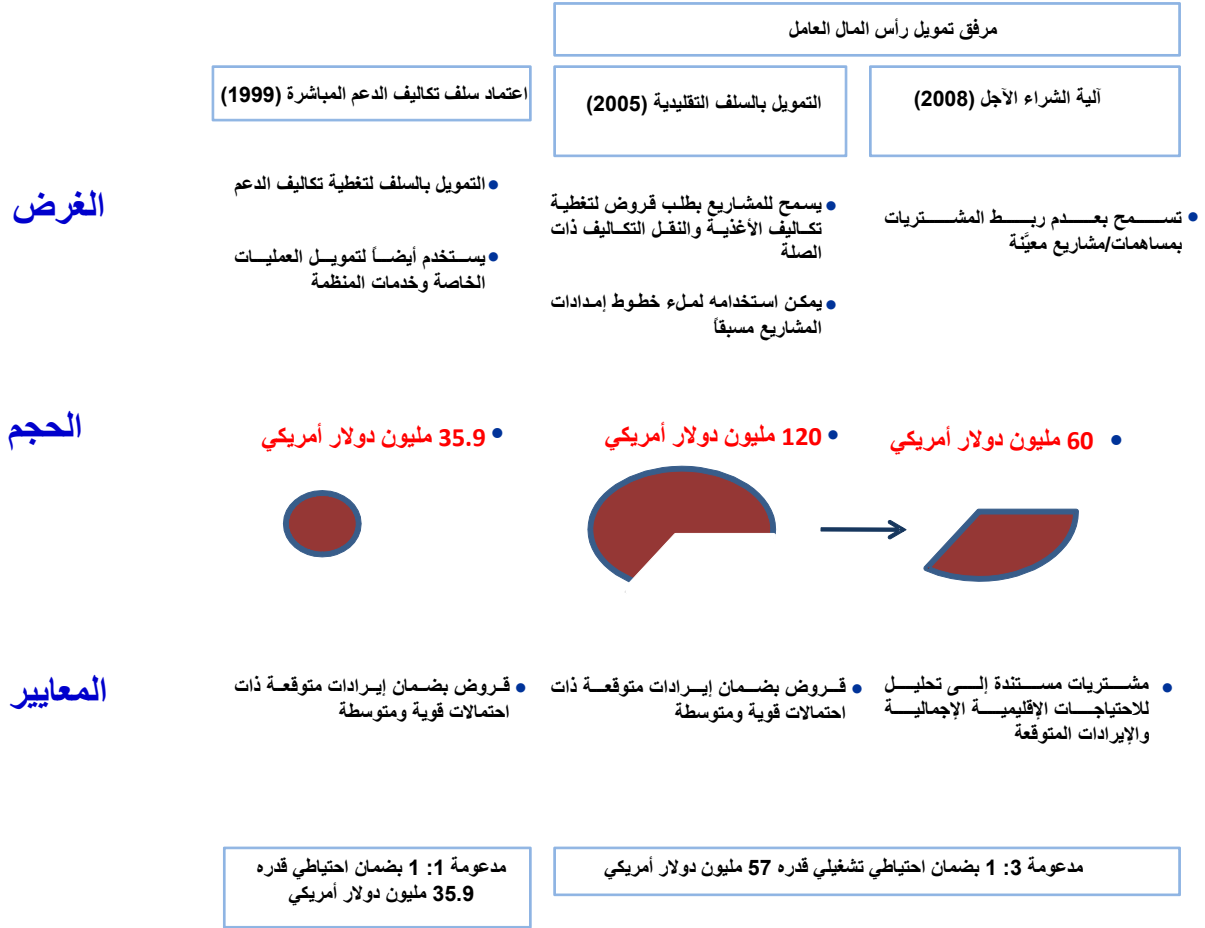 مرفق تمويل رأس المال العامل
آلية الشراء الآجل (2008)
التمويل بالسلف التقليدية (2005)
اعتماد سلف تكاليف الدعم المباشرة (1999)
الغرض
• تسمح بعدم ربط المشتريات
بمساهمات/مشاريع معيَّنة
• يسمح للمشاريع بطلب قروض لتغطية
تكاليف الأغذية والنقل التكاليف ذات
الصلة
• يمكن استخدامه لملء خطوط إمدادات
المشاريع مسبقاً
• التمويل بالسلف لتغطية تكاليف الدعم
• يستخدم أيضاً لتمويل العمليات
الخاصة وخدمات المنظمة
الحجم
• 60 مليون دولار أمريكي
• 120 مليون دولار أمريكي
• 35.9 مليون دولار أمريكي
المعايير
• مشتريات مستندة إلى تحليل
للاحتياجات الإقليمية الإجمالية
والإيرادات المتوقعة
• قروض بضمان إيرادات متوقعة ذات
احتمالات قوية ومتوسطة
• قروض بضمان إيرادات متوقعة ذات
احتمالات قوية ومتوسطة
مدعومة 3: 1 بضمان احتياطي تشغيلي قدره 57 مليون دولار أمريكي
مدعومة 1: 1 بضمان احتياطي قدره
35.9 مليون دولار أمريكي